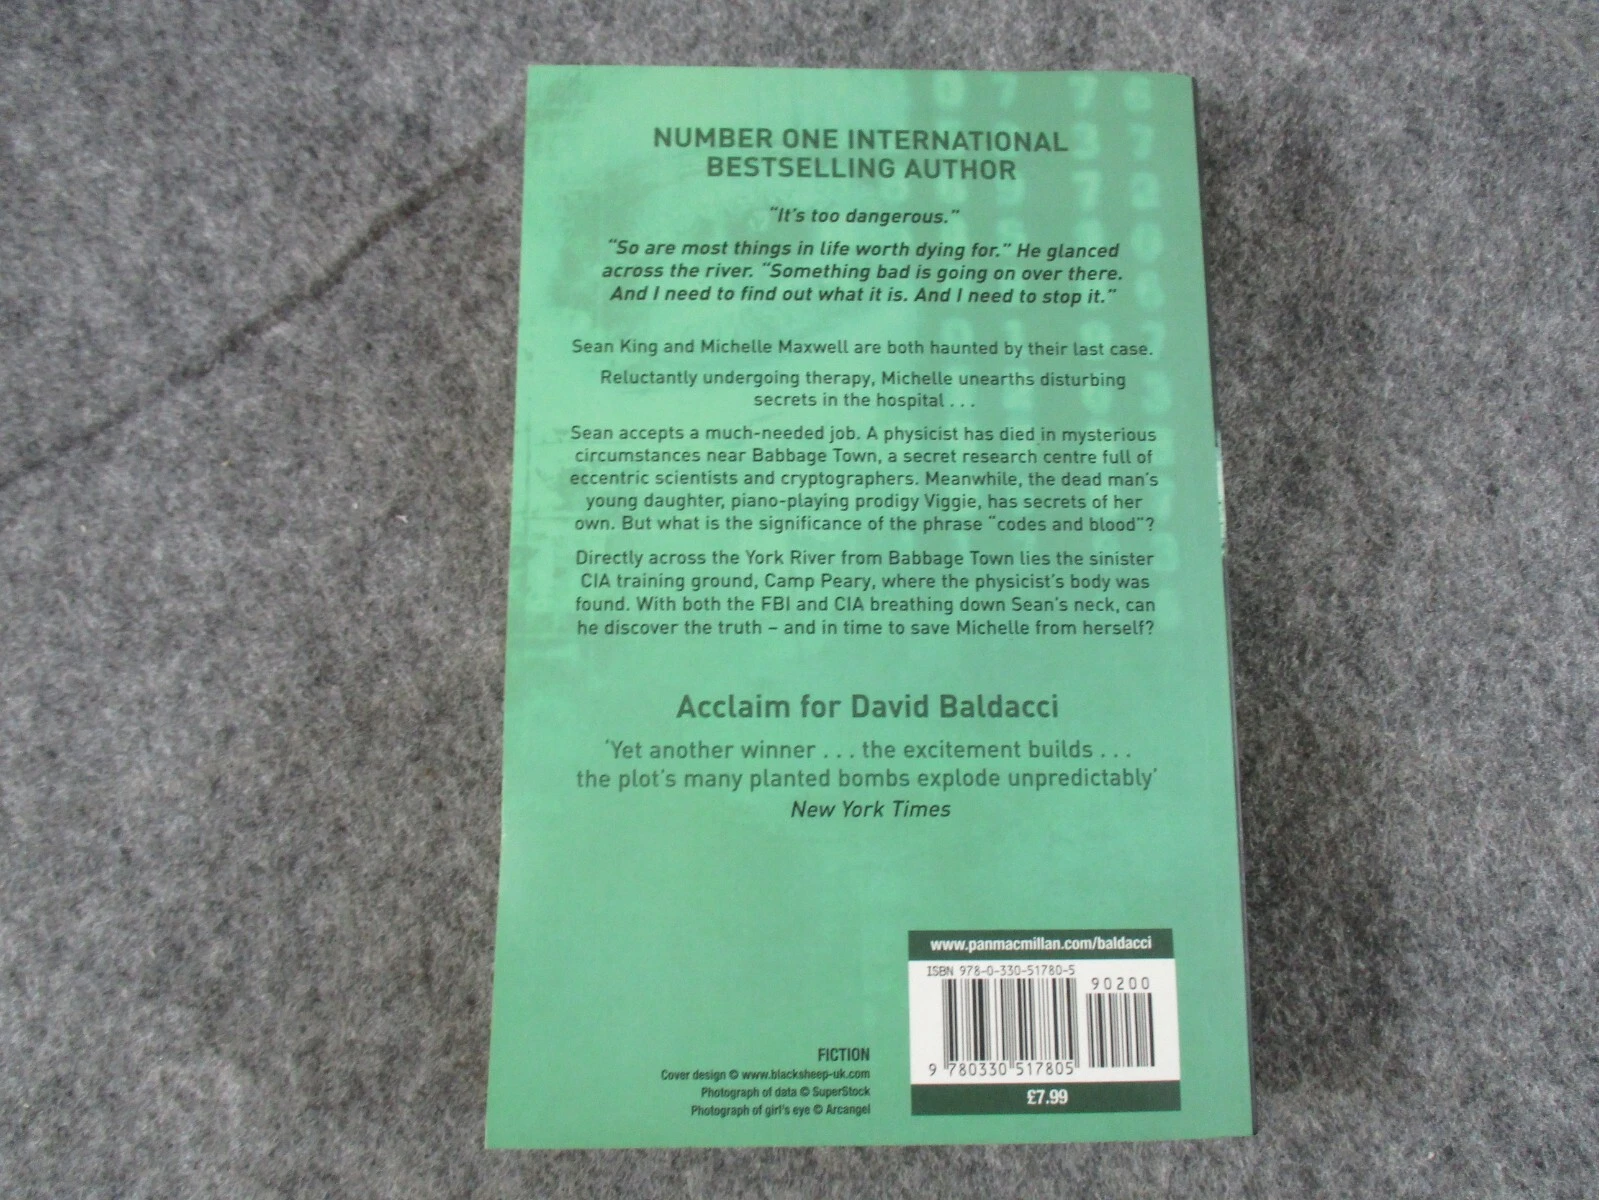 NUMBER ONE INTERNATIONAL
BESTSELLING AUTHOR
“It's too dangerous.”
“So are most things in life worth dying for.” He glanced
across the river. “Something bad is going on over there.
And I need to find out what it is. And I need to stop it.”
Sean King and Michelle Maxwell are both haunted by their last case.
Reluctantly undergoing therapy, Michelle unearths disturbing
secrets in the hospital . . .
Sean accepts a much-needed job. A physicist has died in mysterious
circumstances near Babbage Town, a secret research centre full of
eccentric scientists and cryptographers. Meanwhile, the dead man's
young daughter, piano-playing prodigy Viggie, has secrets of her
own. But what is the significance of the phrase “codes and blood”?
Directly across the York River from Babbage Town lies the sinister
CIA training ground, Camp Peary, where the physicist's body was
found. With both the FBI and CIA breathing down Sean's neck, can
he discover the truth – and in time to save Michelle from herself?
Acclaim for David Baldacci
‘Yet another winner . . . the excitement builds . . .
the plot's many planted bombs explode unpredictably’
New York Times
www.panmacmillan.com/baldacci
ISBN 978-0-330-51780-5
90200
9 780330 517805
£7.99
FICTION
Cover design © www.blacksheep-uk.com
Photograph of data © SuperStock
Photograph of girl's eye © Arcangel